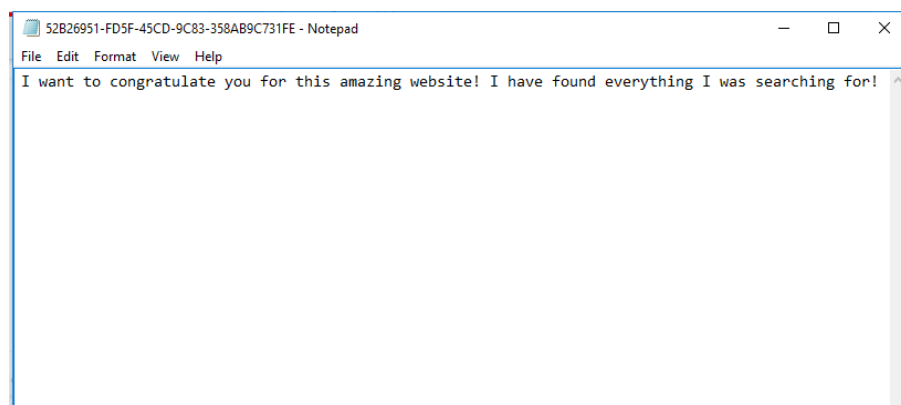 52B26951-FD5F-45CD-9C83-358AB9C731FE - Notepad
File Edit Format View Help
I want to congratulate you for this amazing website! I have found everything I was searching for!